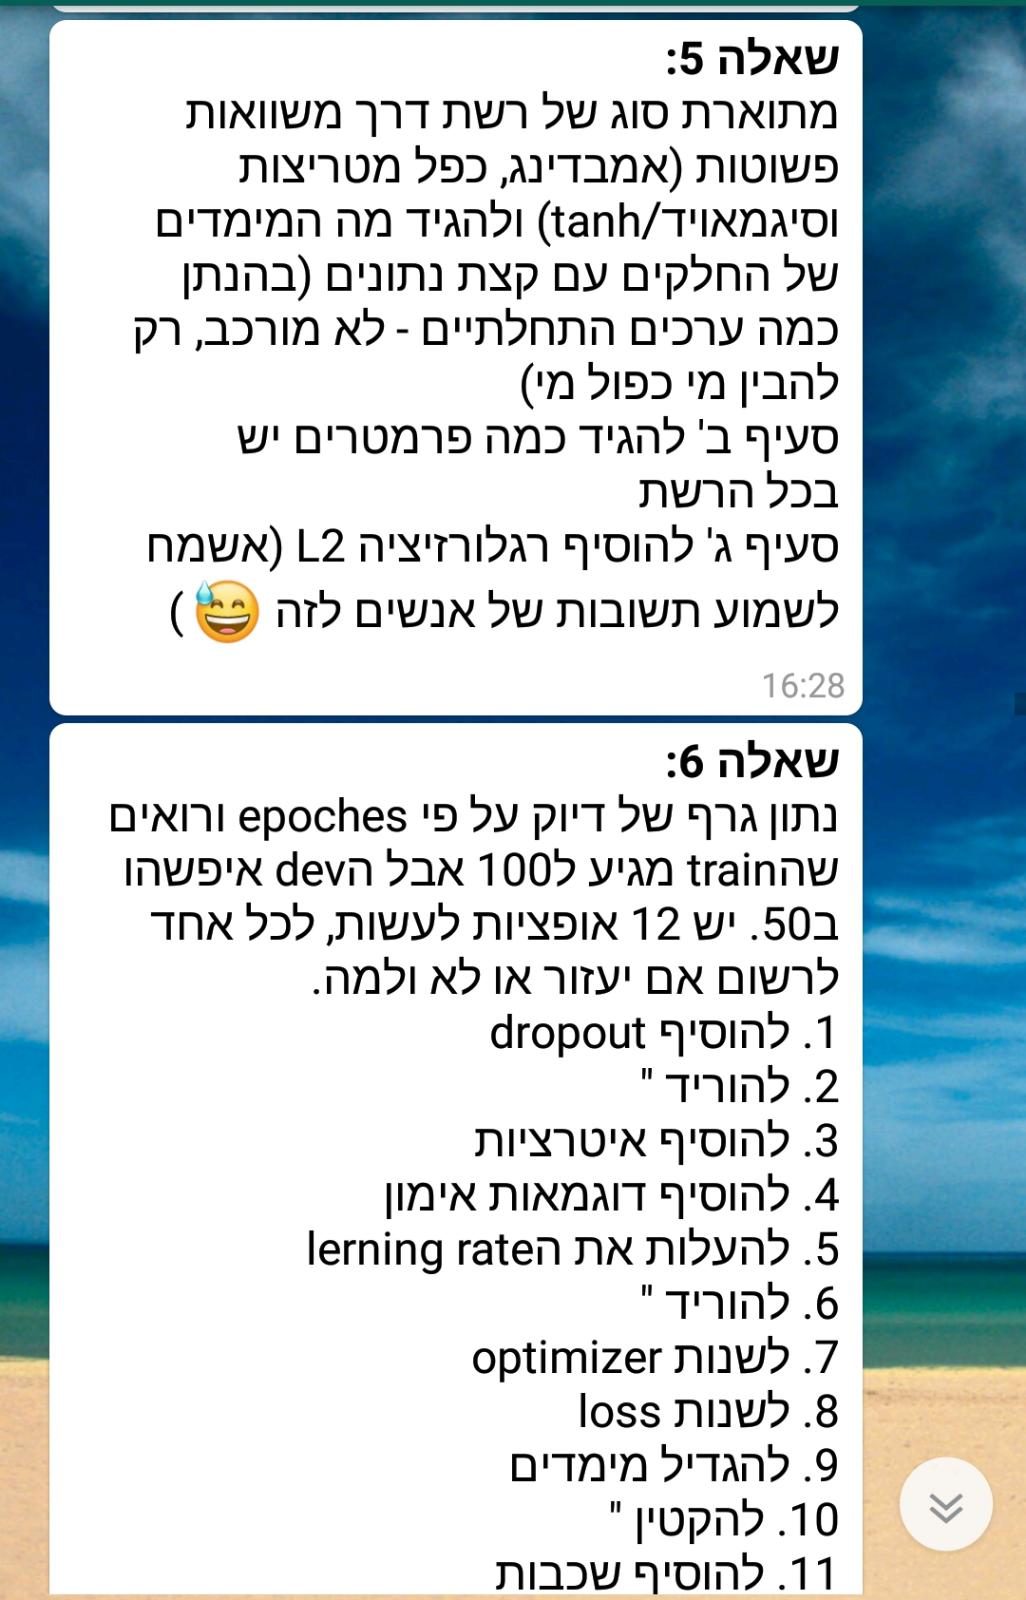 שאלה 5:
מתוארת סוג של רשת דרך משוואות
פשוטות (אמבדינג, כפל מטריצות
וסיגמאויד/tanh) ולהגיד מה המימדים
של החלקים עם קצת נתונים (בהנתן
כמה ערכים התחלתיים - לא מורכב, רק
להבין מי כפול מי)
סעיף ב' להגיד כמה פרמטרים יש
בכל הרשת
סעיף ג' להוסיף רגלורזיציה L2 (אשמח
לשמוע תשובות של אנשים לזה 😅 )
16:28
שאלה 6:
נתון גרף של דיוק על פי epoches ורואים
שהtrain מגיע ל100 אבל הdev איפשהו
ב50. יש 12 אופציות לעשות, לכל אחד
לרשום אם יעזור או לא ולמה.
1. להוסיף dropout
2. להוריד "
3. להוסיף איטרציות
4. להוסיף דוגמאות אימון
5. להעלות את הlerning rate
6. להוריד "
7. לשנות optimizer
8. לשנות loss
9. להגדיל מימדים
10. להקטין "
11. להוסיף שכבות